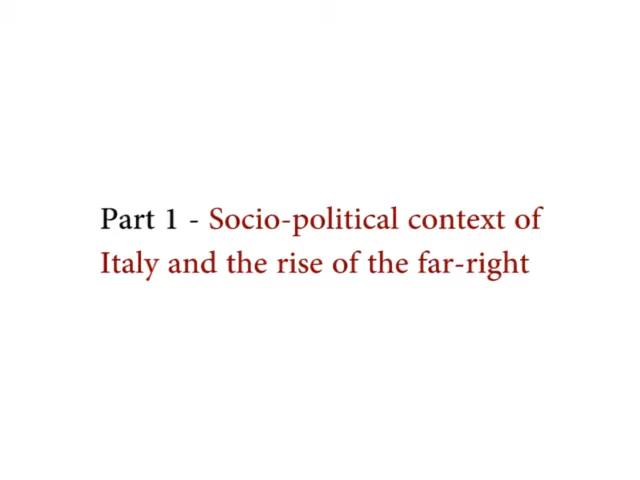 Part 1 - Socio-political context of
Italy and the rise of the far-right